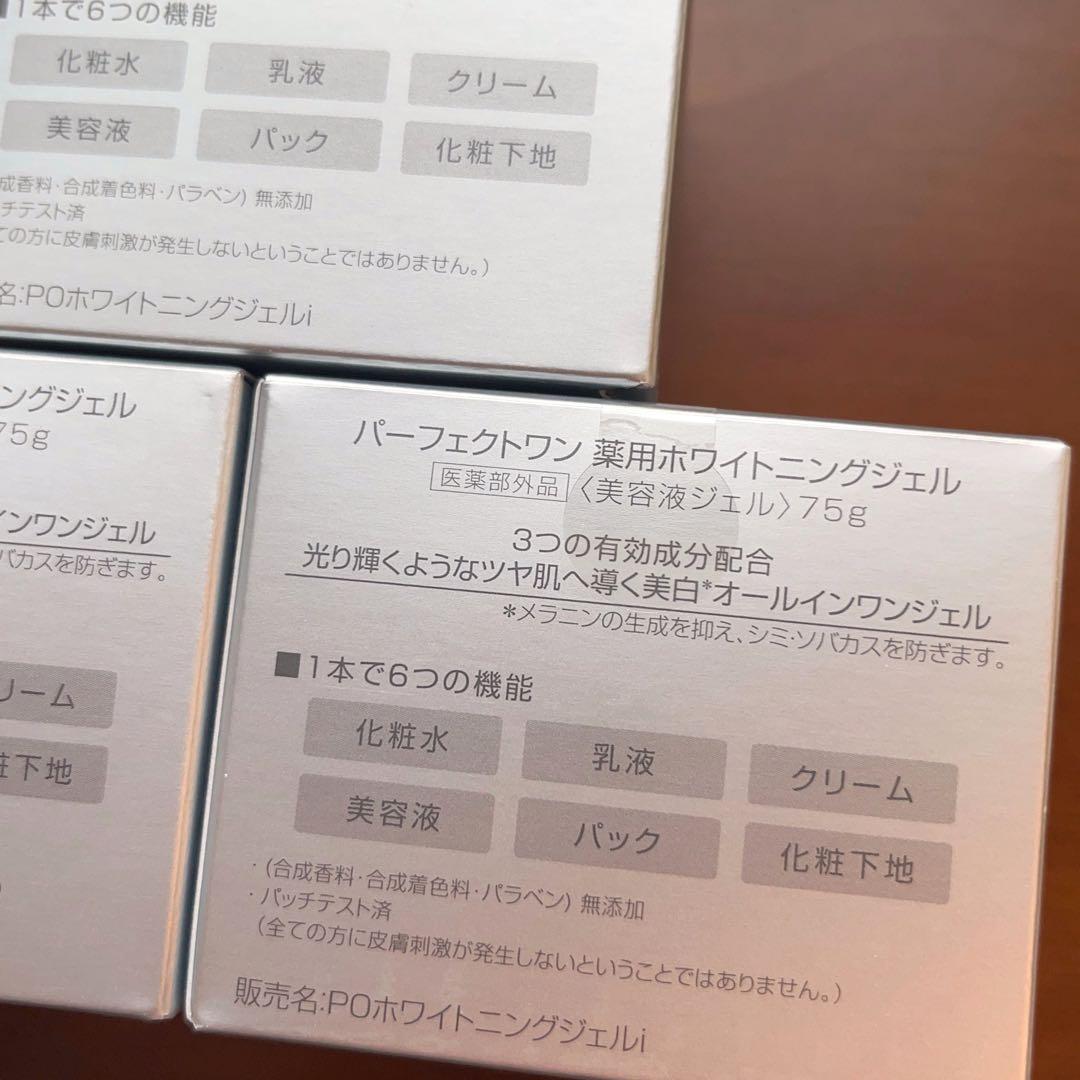 ■1本で6つの機能
化粧水
乳液
クリーム
美容液
パック
化粧下地
成香料・合成着色料・パラベン) 無添加
チテスト済
ての方に皮膚刺激が発生しないということではありません。)
名:POホワイトニングジェルi
ングジェル
75g
インワンジェル
バカスを防ぎます。
リーム
粧下地
)
パーフェクトワン 薬用ホワイトニングジェル
医薬部外品 〈美容液ジェル〉75g
3つの有効成分配合
光り輝くようなツヤ肌へ導く美白*オールインワンジェル
*メラニンの生成を抑え、シミ・ソバカスを防ぎます。
■1本で6つの機能
化粧水
乳液
クリーム
美容液
パック
化粧下地
・(合成香料・合成着色料・パラベン) 無添加
・パッチテスト済
(全ての方に皮膚刺激が発生しないということではありません。)
販売名:POホワイトニングジェルi